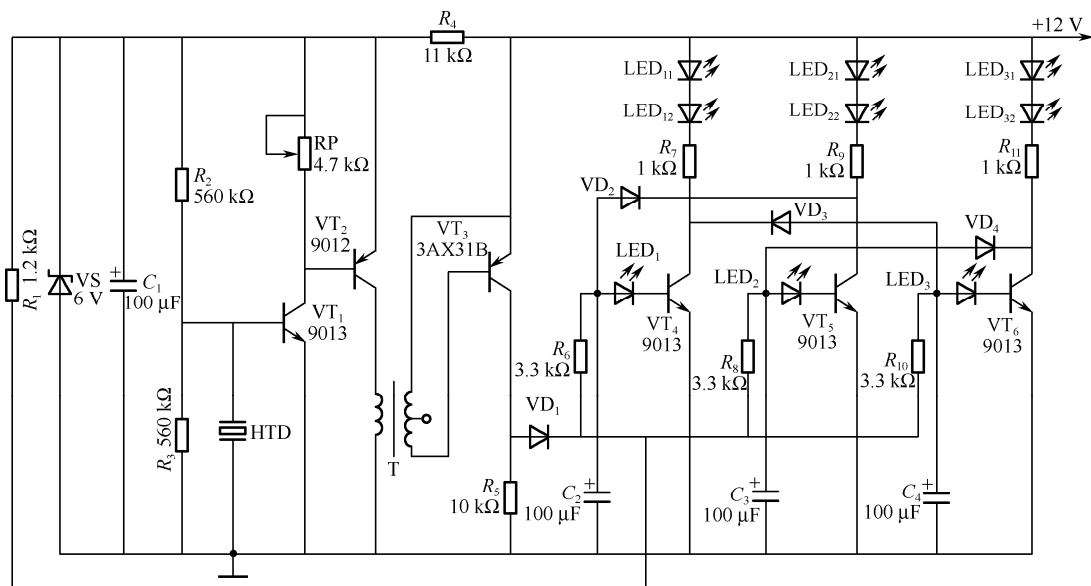 R₄
11 kΩ
+12 V
LED₁₁
LED₂₁
LED₃₁
LED₁₂
LED₂₂
LED₃₂
RP
4.7 kΩ
R₇
1 kΩ
R₉
1 kΩ
R₁₁
1 kΩ
R₂
560 kΩ
VD₂
VD₃
VD₄
VT₂
9012
VT₃
3AX31B
LED₁
LED₂
LED₃
R₁ 1.2 kΩ
VS
6 V
+
C₁
100 μF
VT₁
9013
VT₄
9013
VT₅
9013
VT₆
9013
R₆
3.3 kΩ
R₈
3.3 kΩ
R₁₀
3.3 kΩ
R₃ 560 kΩ
HTD
T
VD₁
R₅
10 kΩ
C₂
+
100 μF
C₃
+
100 μF
C₄
+
100 μF